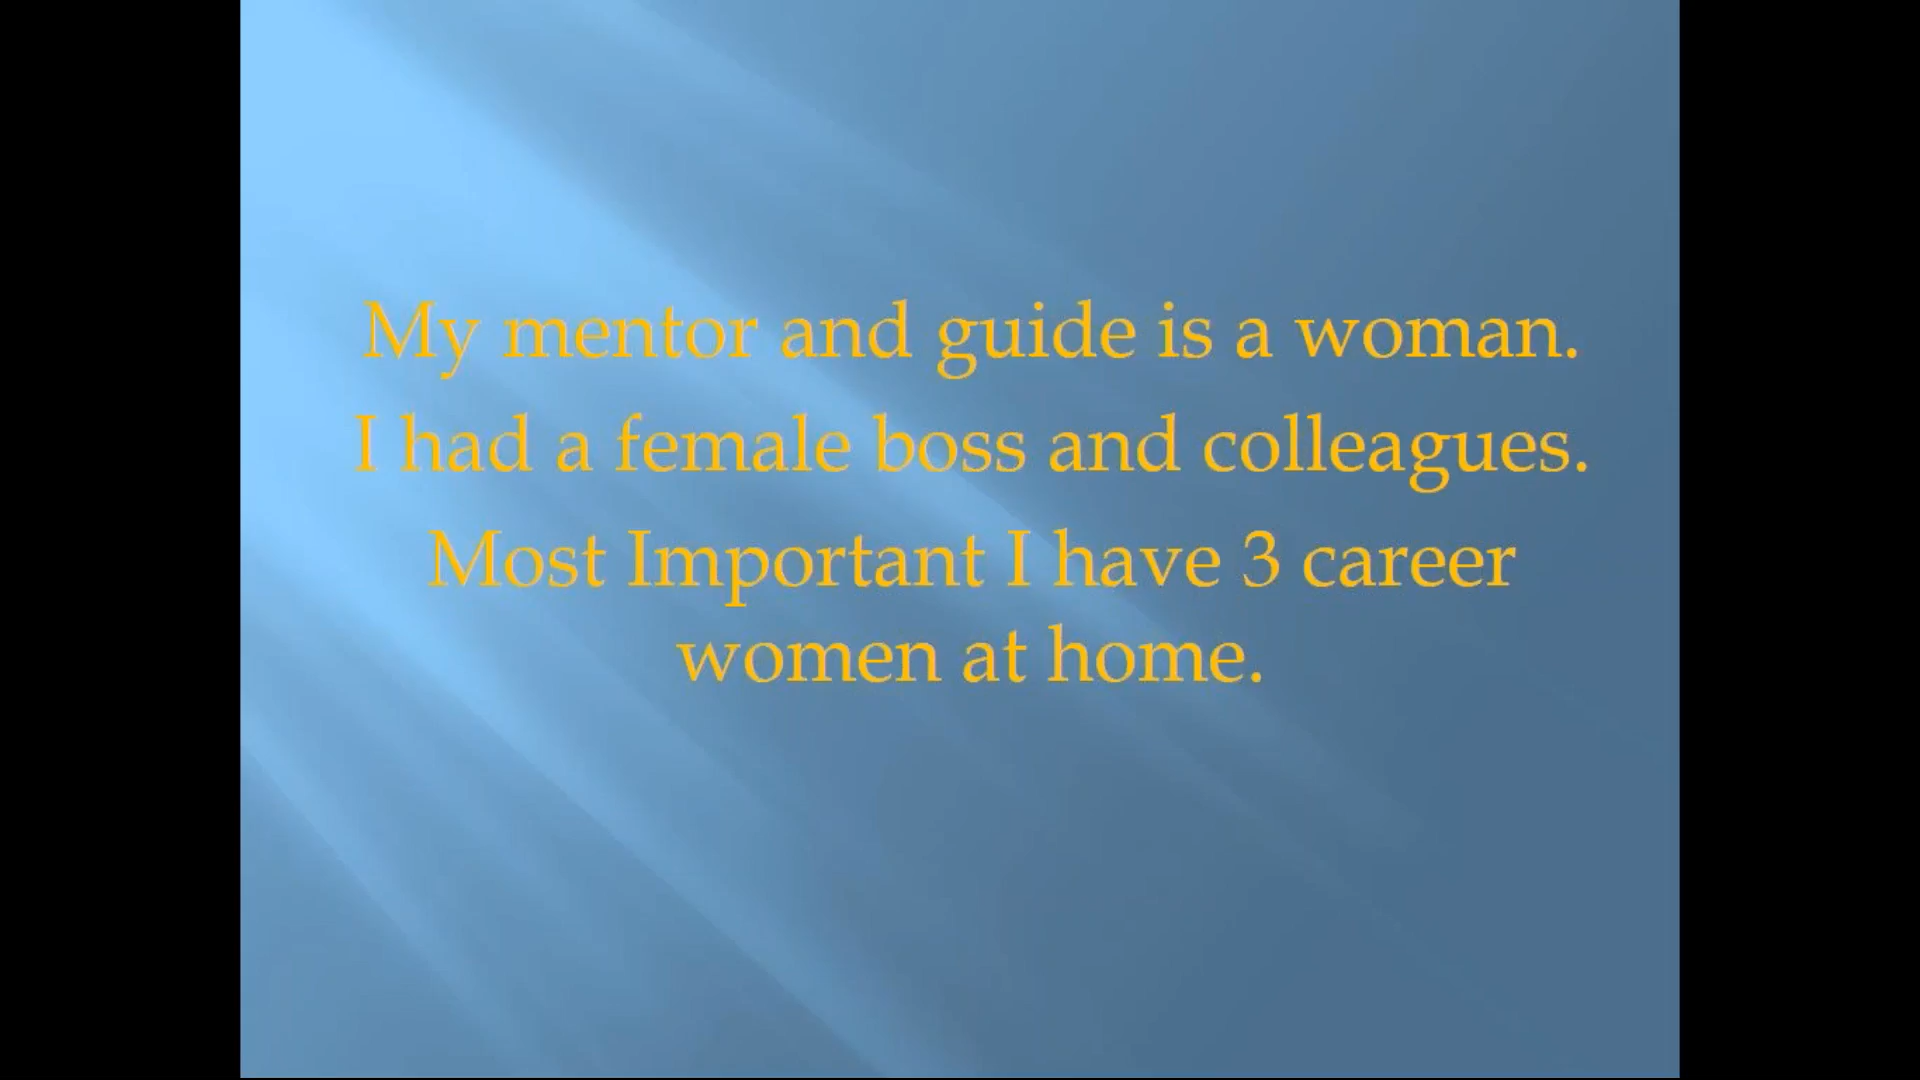 My mentor and guide is a woman.
I had a female boss and colleagues.
Most Important I have 3 career
women at home.